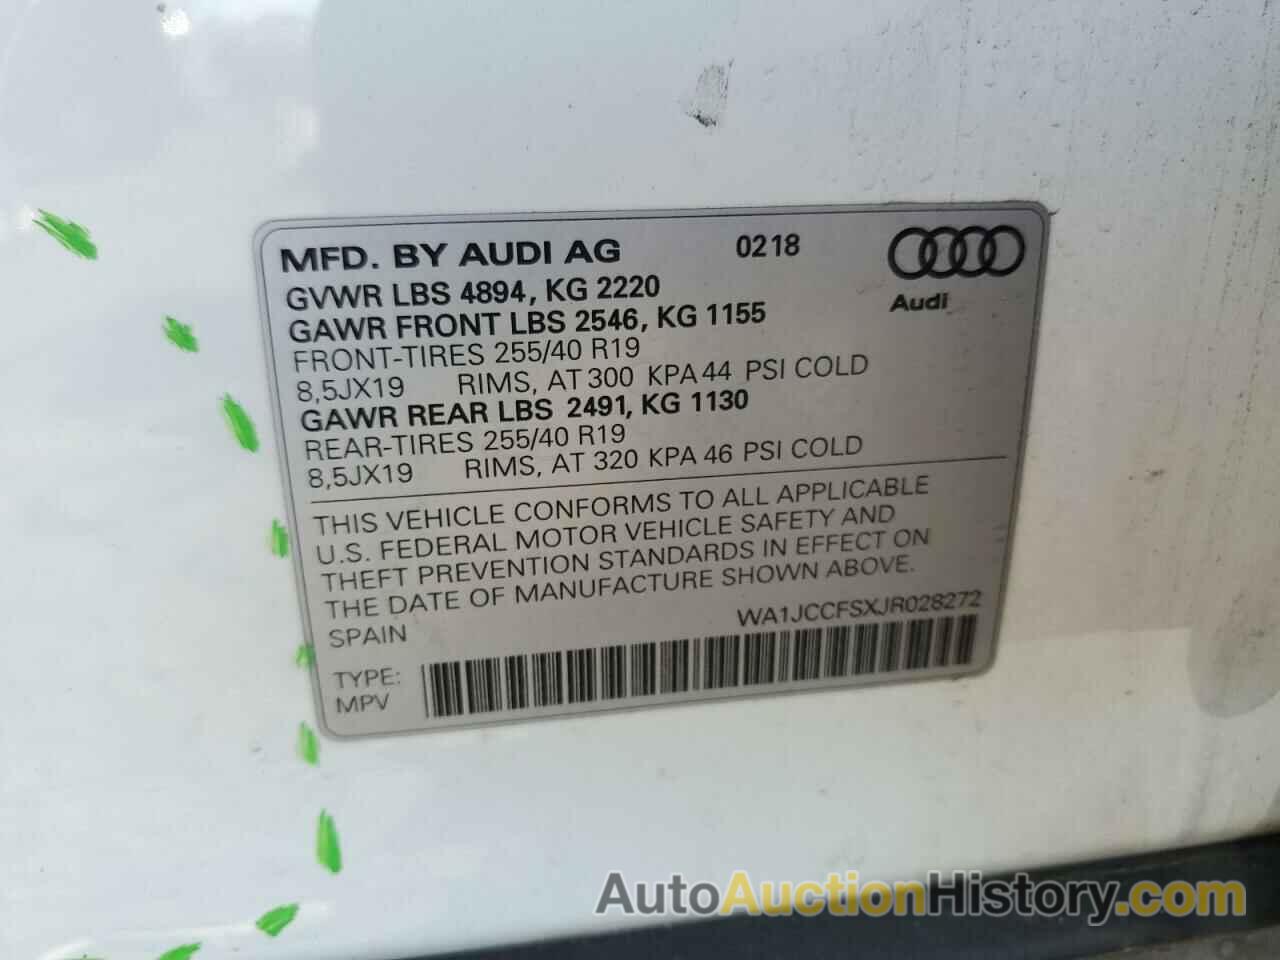 MFD. BY AUDI AG 0218
Audi
GVWR LBS 4894, KG 2220
GAWR FRONT LBS 2546, KG 1155
FRONT-TIRES 255/40 R19
8,5JX19 RIMS, AT 300 KPA 44 PSI COLD
GAWR REAR LBS 2491, KG 1130
REAR-TIRES 255/40 R19
8,5JX19 RIMS, AT 320 KPA 46 PSI COLD
THIS VEHICLE CONFORMS TO ALL APPLICABLE
U.S. FEDERAL MOTOR VEHICLE SAFETY AND
THEFT PREVENTION STANDARDS IN EFFECT ON
THE DATE OF MANUFACTURE SHOWN ABOVE.
SPAIN WA1JCCFSXJR028272
TYPE:
MPV
AutoAuctionHistory.com